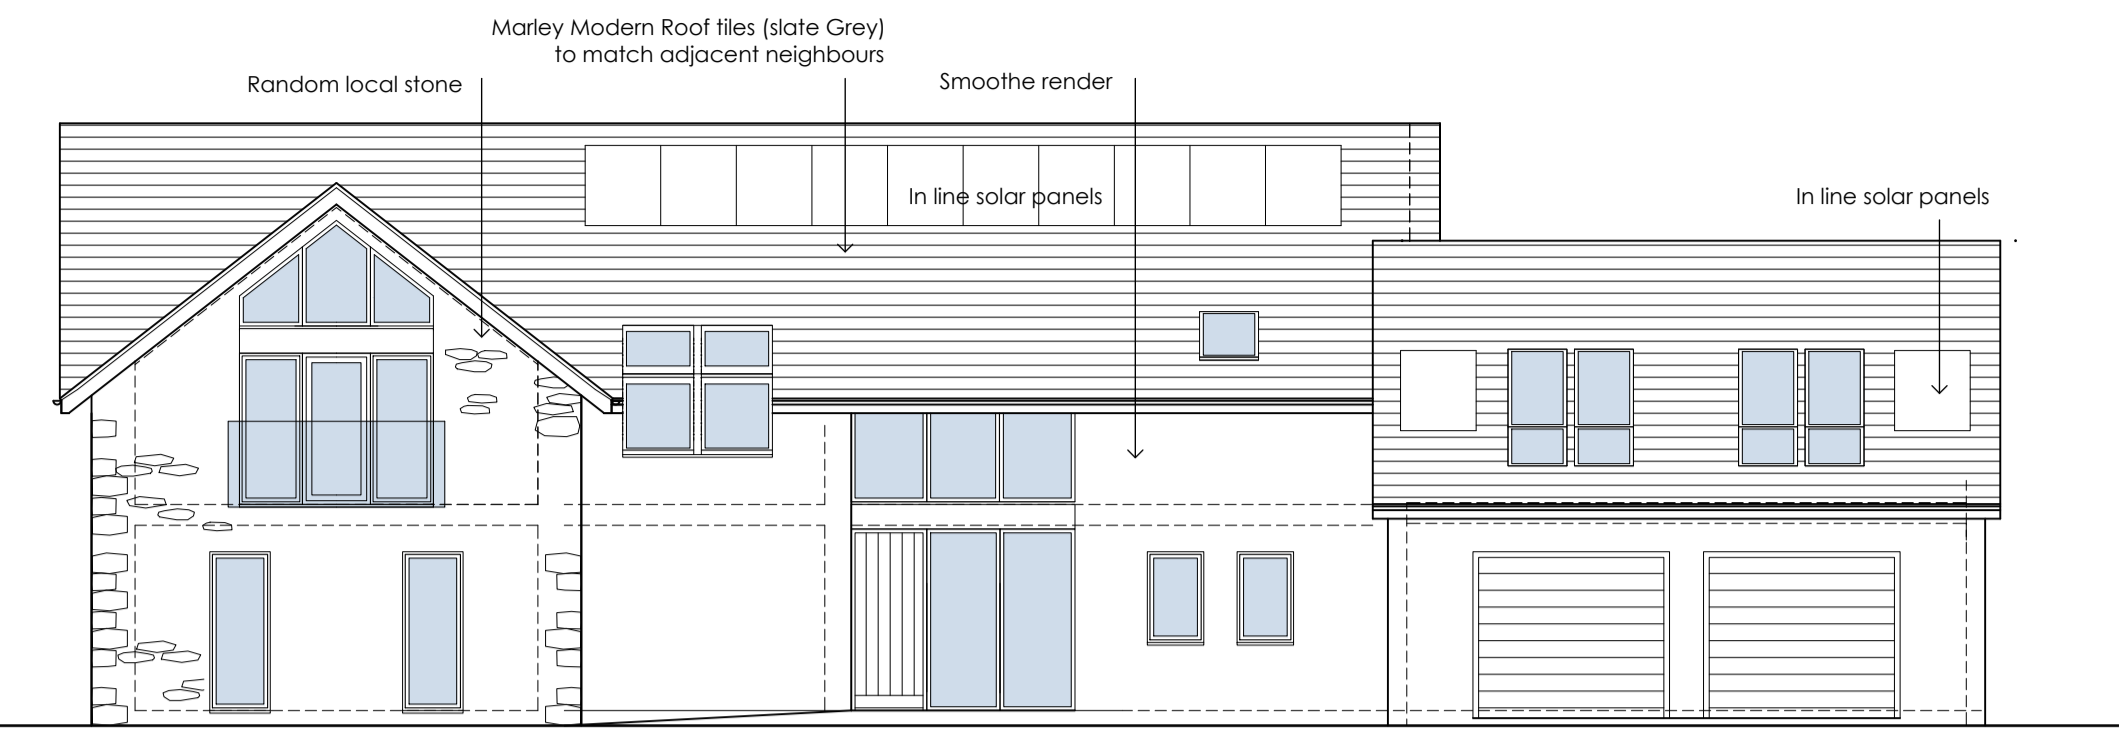 Marley Modern Roof tiles (slate Grey)
to match adjacent neighbours
Random local stone
Smoothe render
In line solar panels
In line solar panels